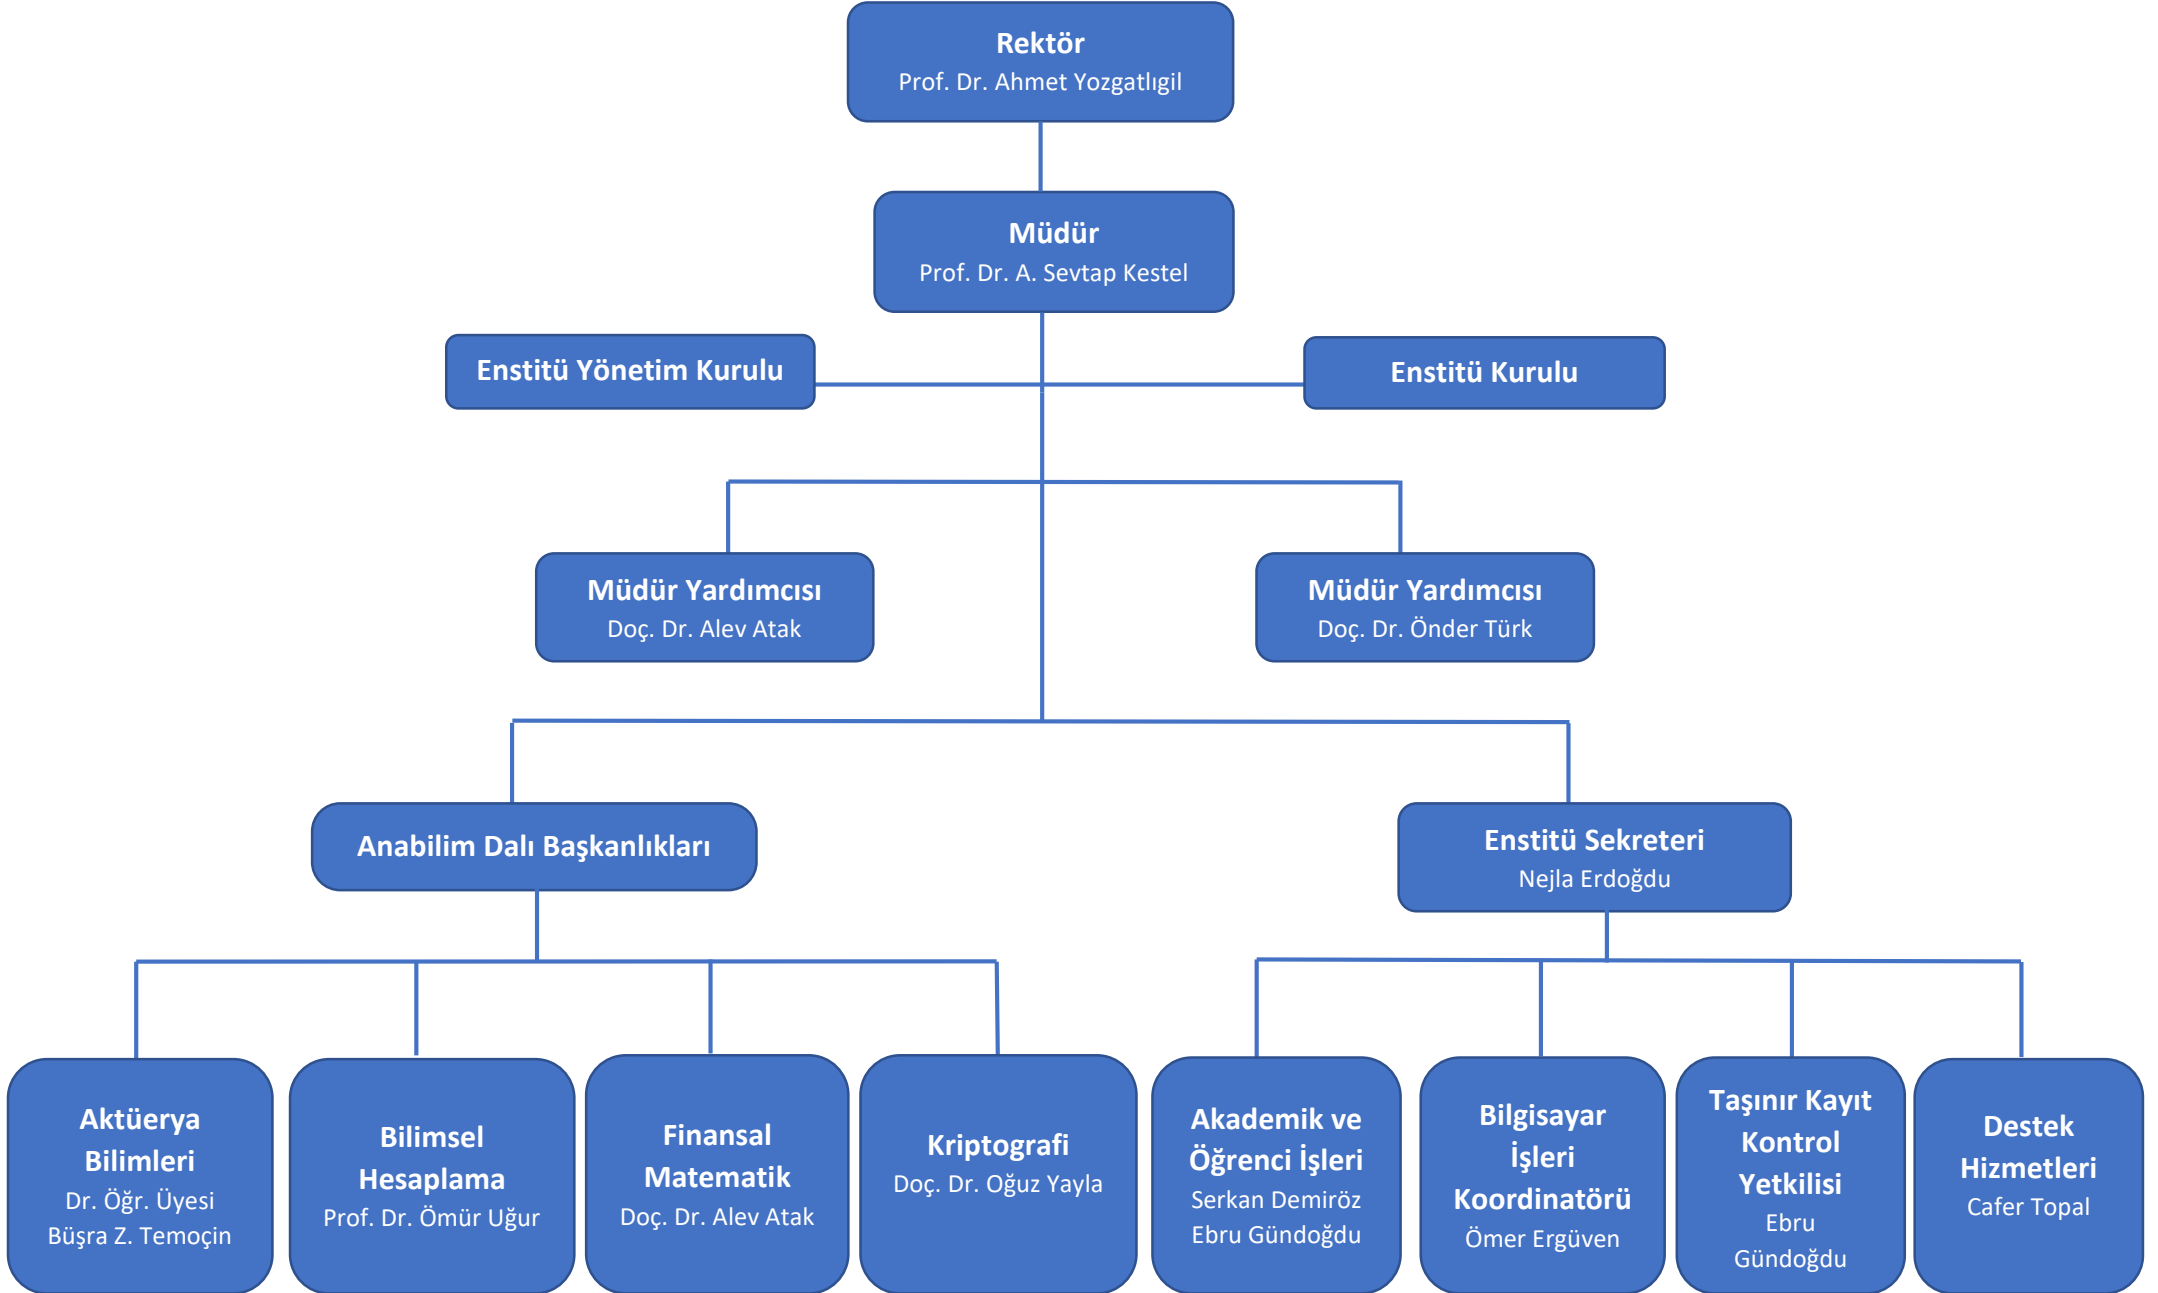 Rektör
Prof. Dr. Ahmet Yozgatlıgil
Müdür
Prof. Dr. A. Sevtap Kestel
Enstitü Yönetim Kurulu
Enstitü Kurulu
Müdür Yardımcısı
Doç. Dr. Alev Atak
Müdür Yardımcısı
Doç. Dr. Önder Türk
Anabilim Dalı Başkanlıkları
Enstitü Sekreteri
Nejla Erdoğdu
Aktüerya
Bilimleri
Dr. Öğr. Üyesi
Büşra Z. Temoçin
Bilimsel
Hesaplama
Prof. Dr. Ömür Uğur
Finansal
Matematik
Doç. Dr. Alev Atak
Kriptografi
Doç. Dr. Oğuz Yayla
Akademik ve
Öğrenci İşleri
Serkan Demiröz
Ebru Gündoğdu
Bilgisayar
İşleri
Koordinatörü
Ömer Ergüven
Taşınır Kayıt
Kontrol
Yetkilisi
Ebru
Gündoğdu
Destek
Hizmetleri
Cafer Topal